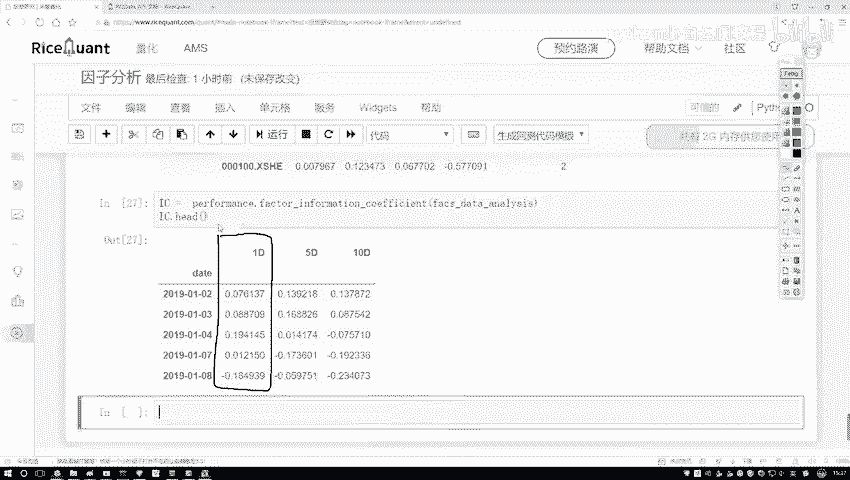 https://www.ricequant.com/quant/
RiceQuant 量化 AMS 预约路演 帮助文档 社区
因子分析 最后检查: 1 小时前 (未保存改变)
文件 编辑 查看 插入 单元格 服务 Widgets 帮助 可信的
运行 代码 生成回测代码模板
000100.XSHE 0.007967 0.123473 0.067702 -0.577091 2
In [27]: IC = performance.factor_information_coefficient(facs_data_analysis)
IC.head()
Out[27]:
1D 5D 10D
date
2019-01-02 0.076137 0.139218 0.137872
2019-01-03 0.088709 0.168826 0.087542
2019-01-04 0.194145 0.014174 -0.075710
2019-01-07 0.012150 -0.173601 -0.192336
2019-01-08 -0.184939 -0.059751 -0.234073
In [ ]:
15:27